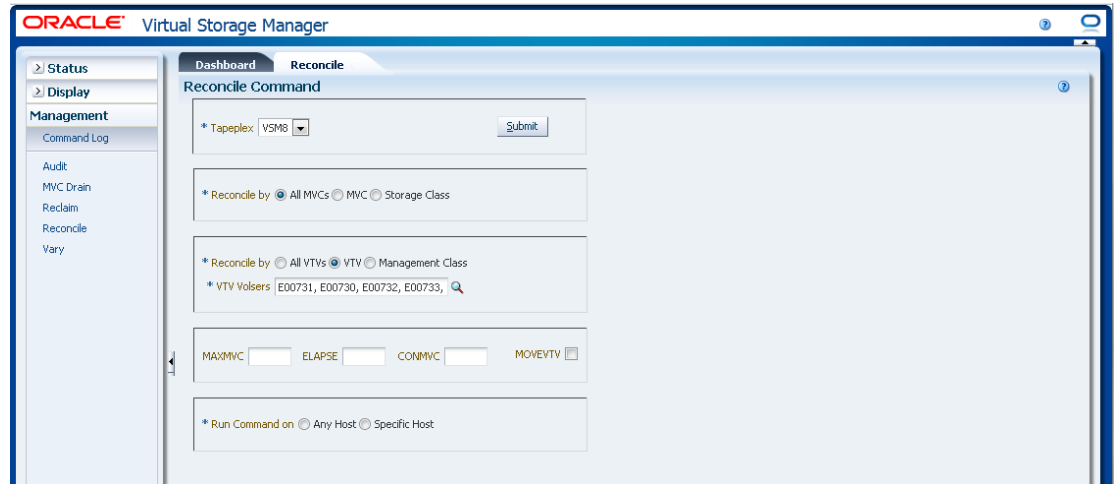 ORACLE Virtual Storage Manager
Status
Display
Management
Command Log
Audit
MVC Drain
Reclaim
Reconcile
Vary
Dashboard Reconcile
Reconcile Command
* Tapeplex VSM8 Submit
* Reconcile by All MVCs MVC Storage Class
* Reconcile by All VTVs VTV Management Class
* VTV Volsers E00731, E00730, E00732, E00733,
MAXMVC ELAPSE CONMVC MOVEVTV
* Run Command on Any Host Specific Host